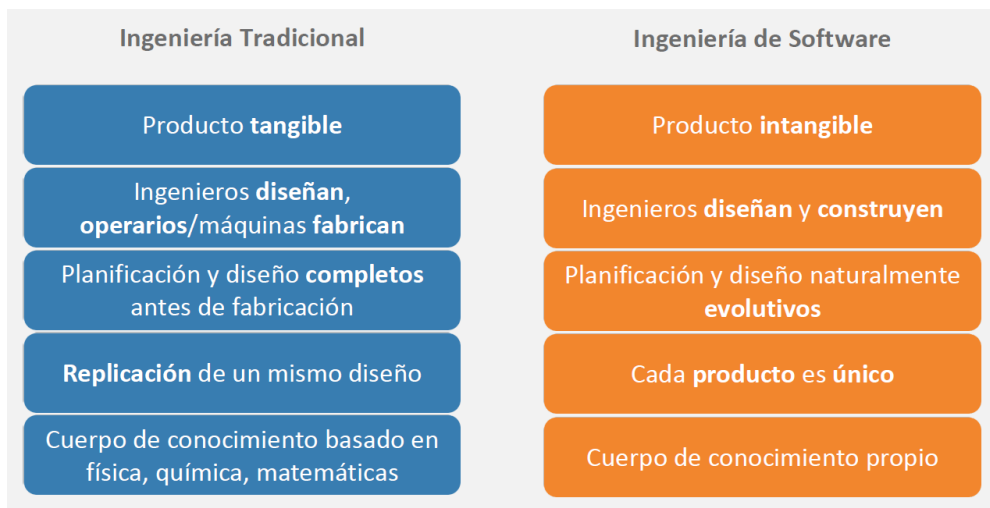 Ingeniería Tradicional
Producto tangible
Ingenieros diseñan,
operarios/máquinas fabrican
Planificación y diseño completos
antes de fabricación
Replicación de un mismo diseño
Cuerpo de conocimiento basado en
física, química, matemáticas
Ingeniería de Software
Producto intangible
Ingenieros diseñan y construyen
Planificación y diseño naturalmente
evolutivos
Cada producto es único
Cuerpo de conocimiento propio